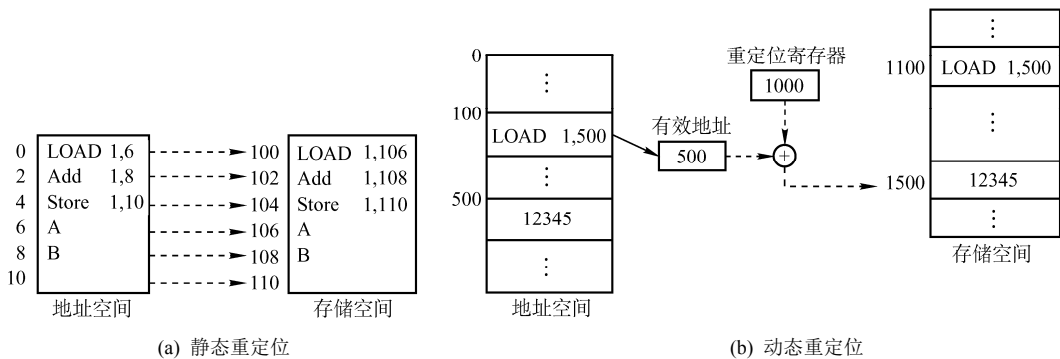 0 LOAD 1,6 100 LOAD 1,106
2 Add 1,8 102 Add 1,108
4 Store 1,10 104 Store 1,110
6 A 106 A
8 B 108 B
10 110
地址空间 存储空间
(a) 静态重定位
0
⋮
100
LOAD 1,500
⋮
500
12345
⋮
地址空间
有效地址
500
重定位寄存器
1000
+
⋮
1100 LOAD 1,500
⋮
1500 12345
⋮
存储空间
(b) 动态重定位